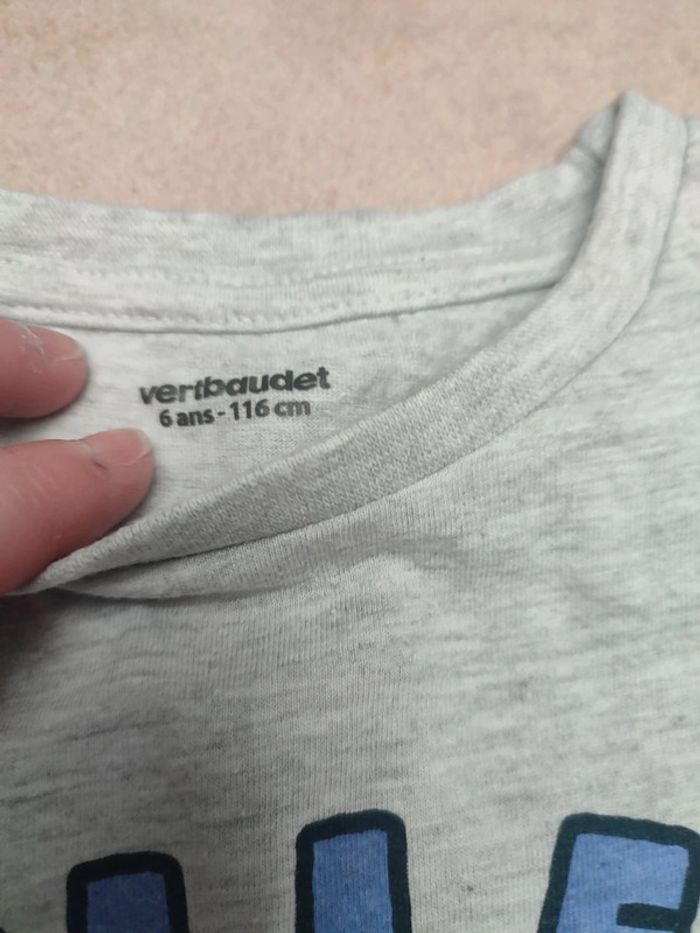 vertbaudet
6 ans - 116 cm